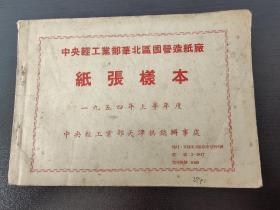 中央輕工業部華北區國營造紙廠
紙張樣本
一九五四年上半年度
中央輕工業部天津供銷辦事處